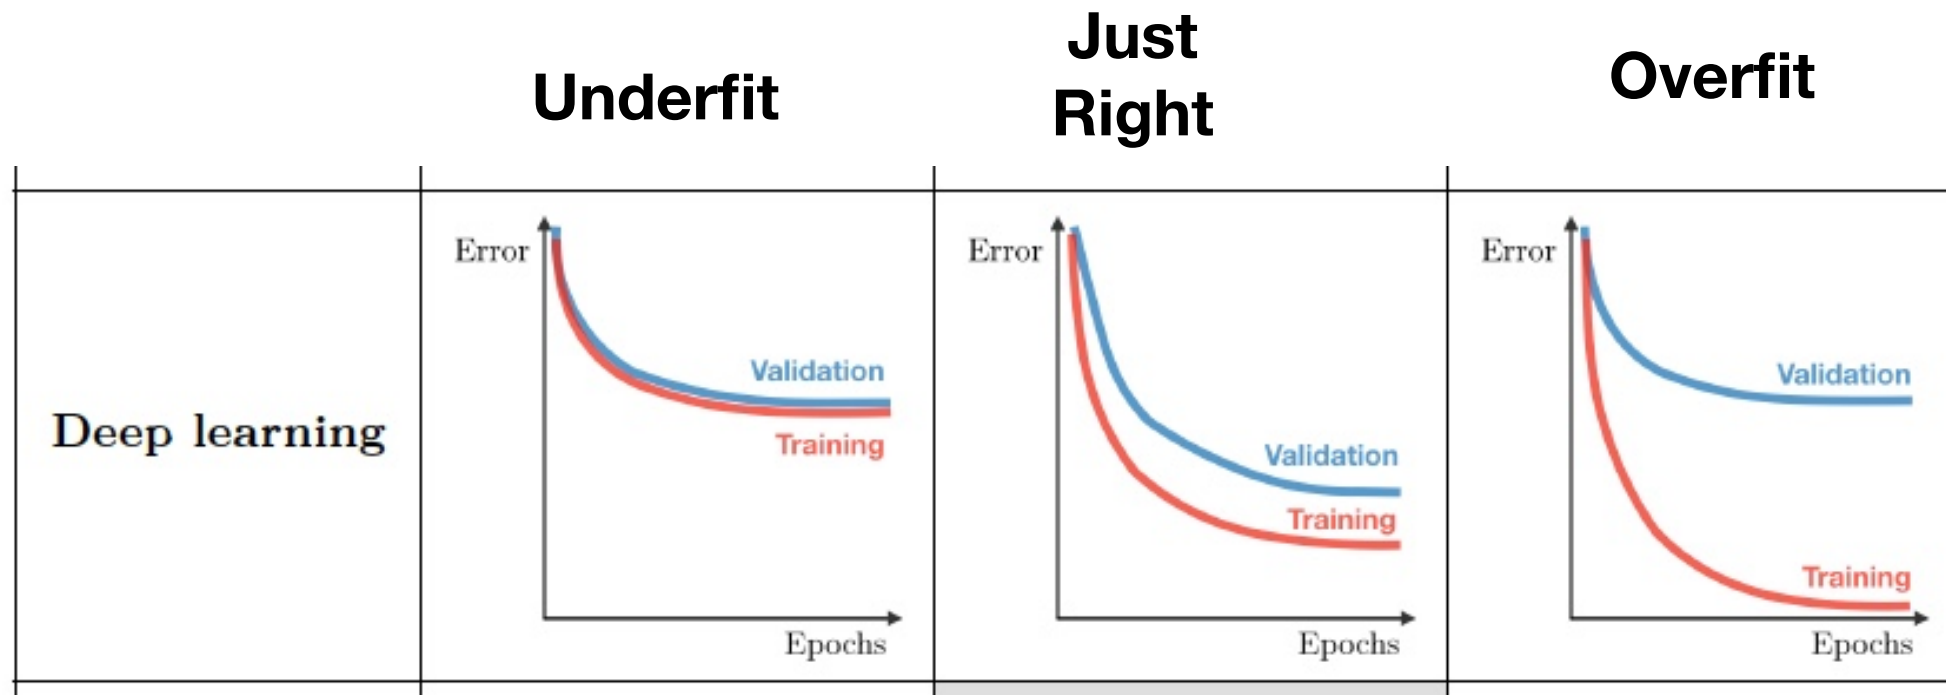 Underfit
Just
Right
Overfit
Deep learning
Error
Validation
Training
Epochs
Error
Validation
Training
Epochs
Error
Validation
Training
Epochs